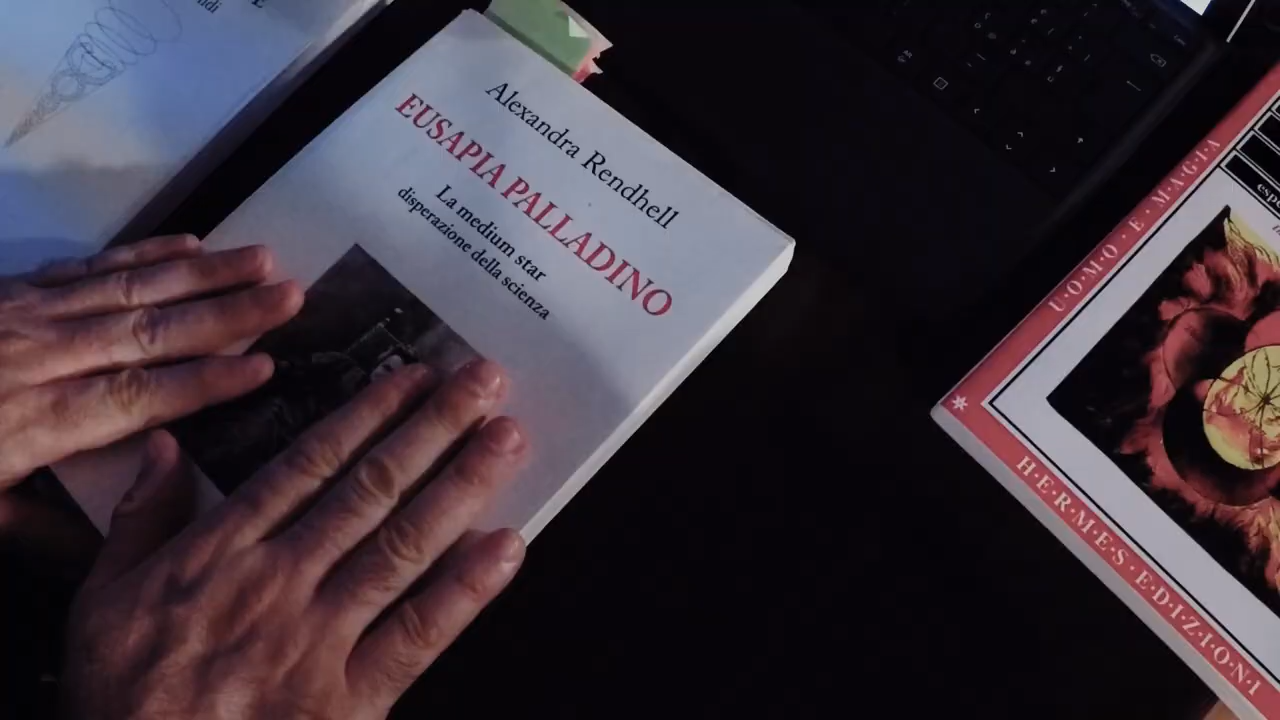 Alexandra Rendhell
EUSAPIA PALLADINO
La medium star
disperazione della scienza
U·O·M·O · E · M·A·G·I·A
H·E·R·M·E·S · E·D·I·Z·I·O·N·I